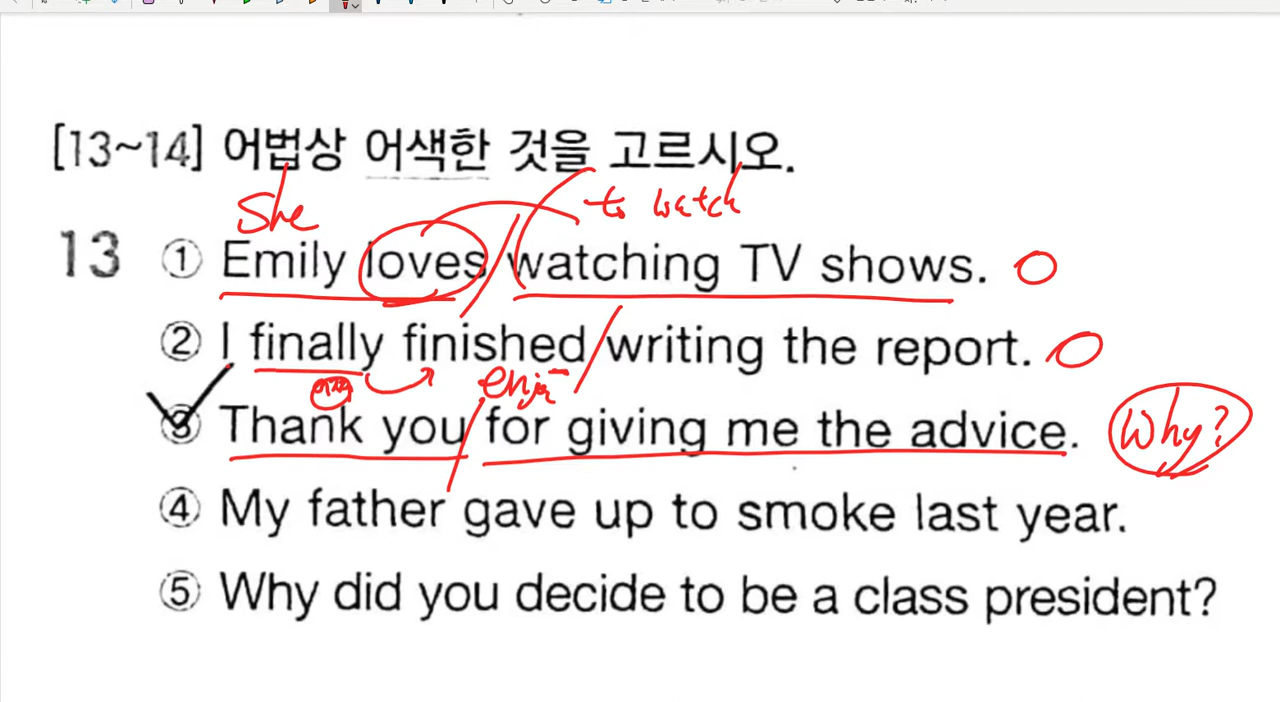 [13~14] 어법상 어색한 것을 고르시오.
She
to watch
13 ① Emily loves watching TV shows.
② I finally finished writing the report.
③ Thank you for giving me the advice. Why?
④ My father gave up to smoke last year.
⑤ Why did you decide to be a class president?